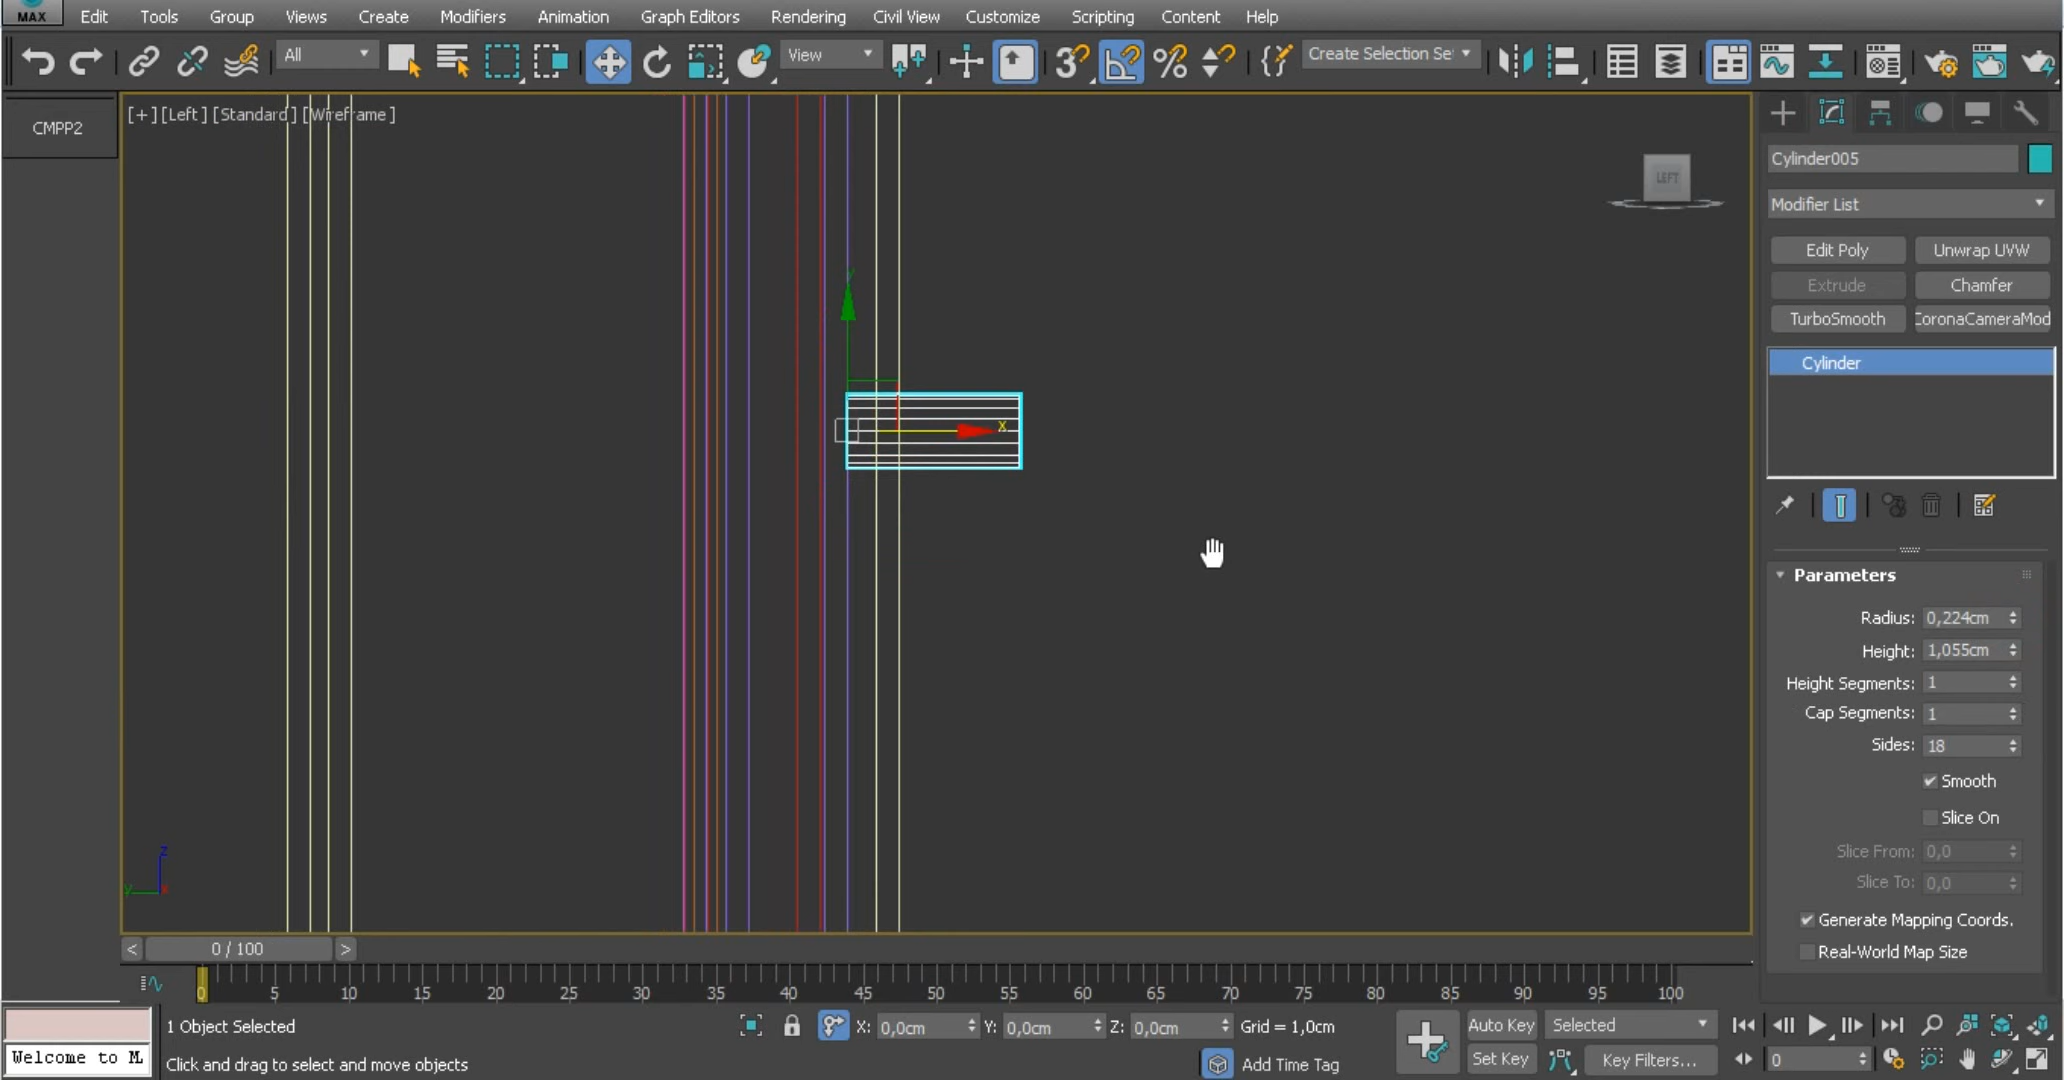 MAX Edit Tools Group Views Create Modifiers Animation Graph Editors Rendering Civil View Customize Scripting Content Help
All View 3 Create Selection Se
CMPP2
[+] [Left] [Standard] [Wireframe]
LEFT
Cylinder005
Modifier List
Edit Poly Unwrap UVW
Extrude Chamfer
TurboSmooth CoronaCameraMod
Cylinder
y
x
Parameters
Radius: 0,224cm
Height: 1,055cm
Height Segments: 1
Cap Segments: 1
Sides: 18
Smooth
Slice On
Slice From: 0,0
Slice To: 0,0
Generate Mapping Coords.
Real-World Map Size
z
y x
< 0 / 100 >
0 5 10 15 20 25 30 35 40 45 50 55 60 65 70 75 80 85 90 95 100
1 Object Selected X: 0,0cm Y: 0,0cm Z: 0,0cm Grid = 1,0cm Auto Key Selected
Welcome to M Click and drag to select and move objects Add Time Tag Set Key Key Filters... 0